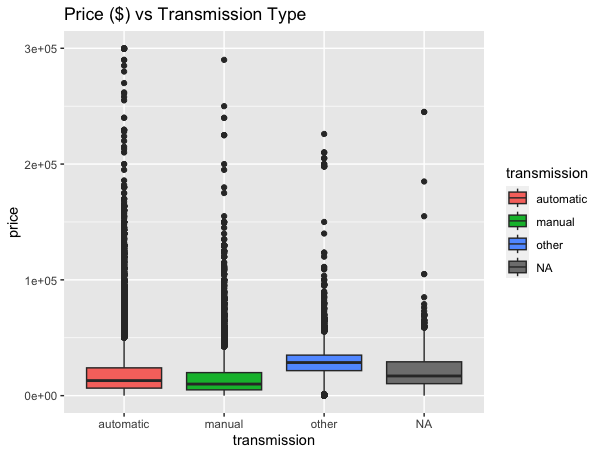 Price ($) vs Transmission Type
3e+05
2e+05
1e+05
0e+00
price
automatic manual other NA
transmission
transmission
automatic
manual
other
NA